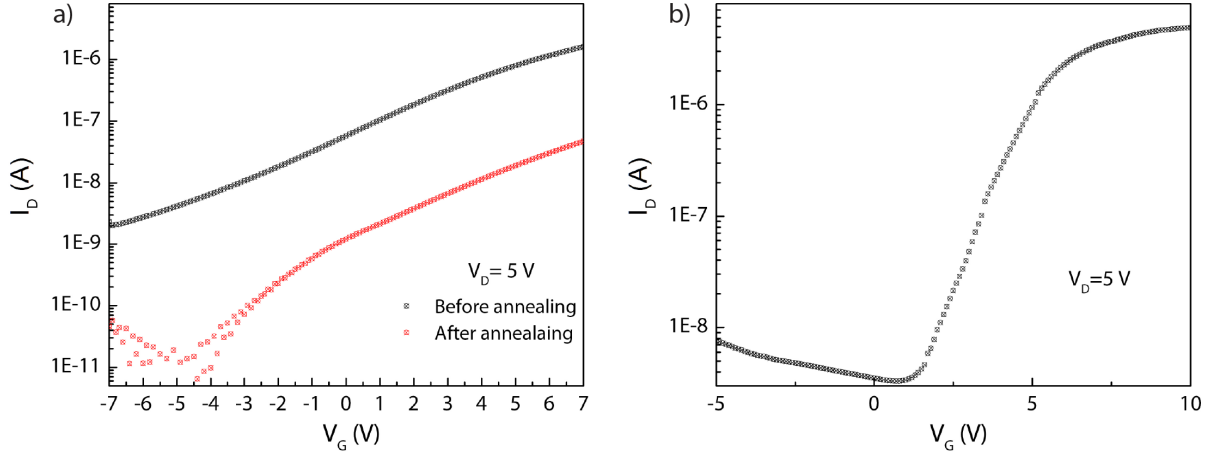 a)
1E-6
1E-7
1E-8
1E-9
1E-10
1E-11
I_D (A)
V_D= 5 V
Before annealing
After annealaing
-7 -6 -5 -4 -3 -2 -1 0 1 2 3 4 5 6 7
V_G (V)
b)
1E-6
1E-7
1E-8
I_D (A)
V_D=5 V
-5 0 5 10
V_G (V)